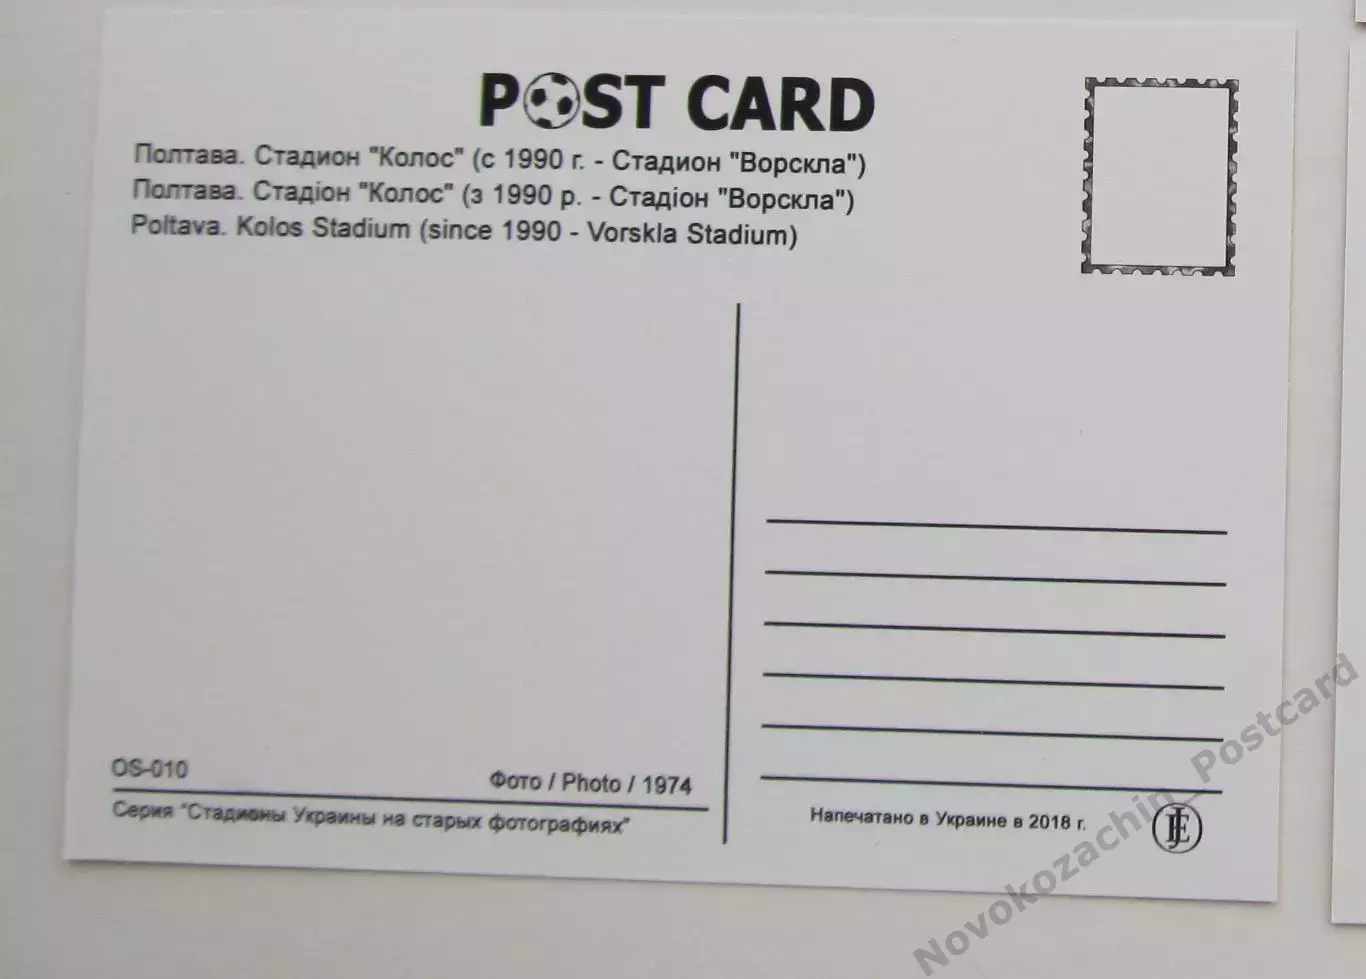 POST CARD
Полтава. Стадион "Колос" (с 1990 г. - Стадион "Ворскла")
Полтава. Стадіон "Колос" (з 1990 р. - Стадіон "Ворскла")
Poltava. Kolos Stadium (since 1990 - Vorskla Stadium)
OS-010
Фото / Photo / 1974
Серия "Стадионы Украины на старых фотографиях"
Напечатано в Украине в 2018 г.
Novokozachin_Postcard